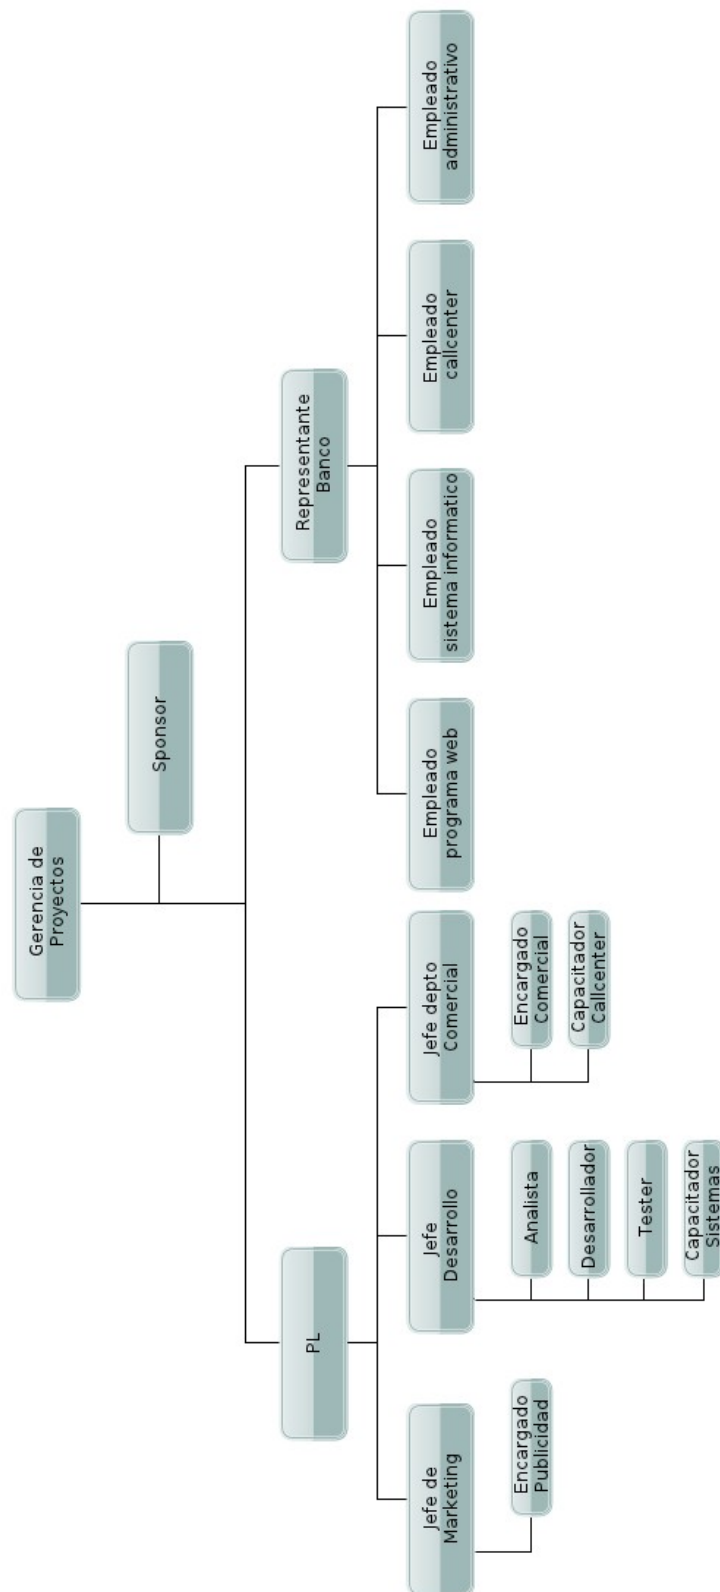 Gerencia de
Proyectos
Sponsor
PL
Representante
Banco
Jefe de
Marketing
Jefe
Desarrollo
Jefe depto
Comercial
Empleado
programa web
Empleado
sistema informatico
Empleado
callcenter
Empleado
administrativo
Encargado
Publicidad
Analista
Desarrollador
Tester
Capacitador
Sistemas
Encargado
Comercial
Capacitador
Callcenter